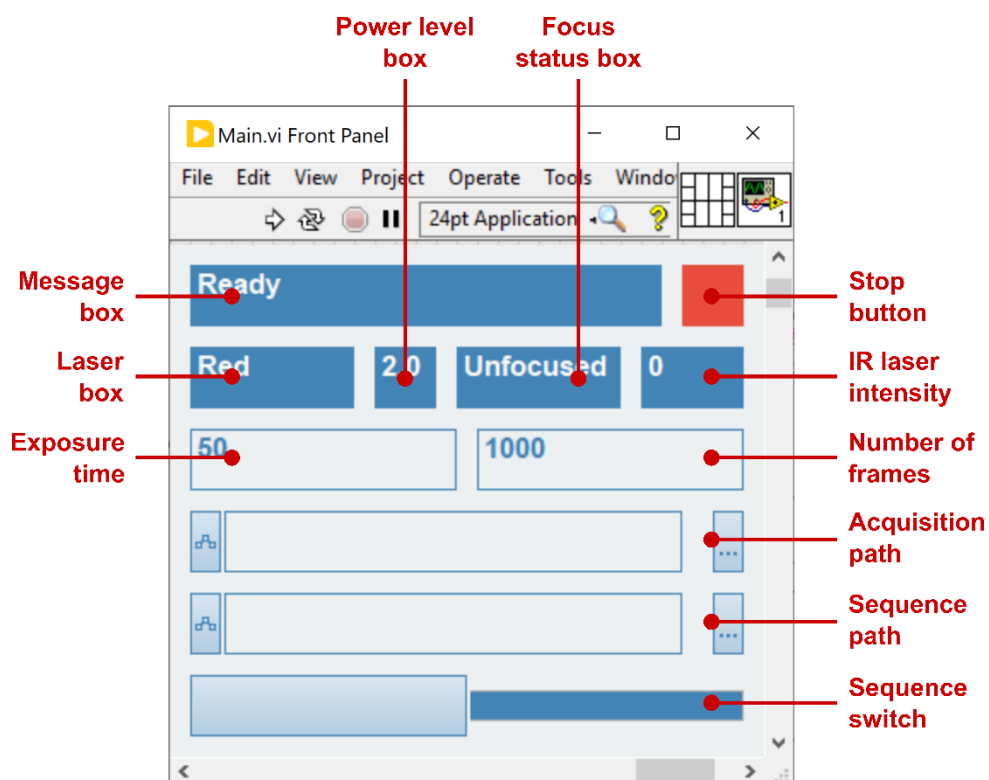 Power level
box
Focus
status box
Main.vi Front Panel
File Edit View Project Operate Tools Windo
24pt Application
1
Message
box
Ready
Stop
button
Laser
box
Red
2.0
Unfocused
0
IR laser
intensity
Exposure
time
50
1000
Number of
frames
Acquisition
path
...
Sequence
path
...
Sequence
switch